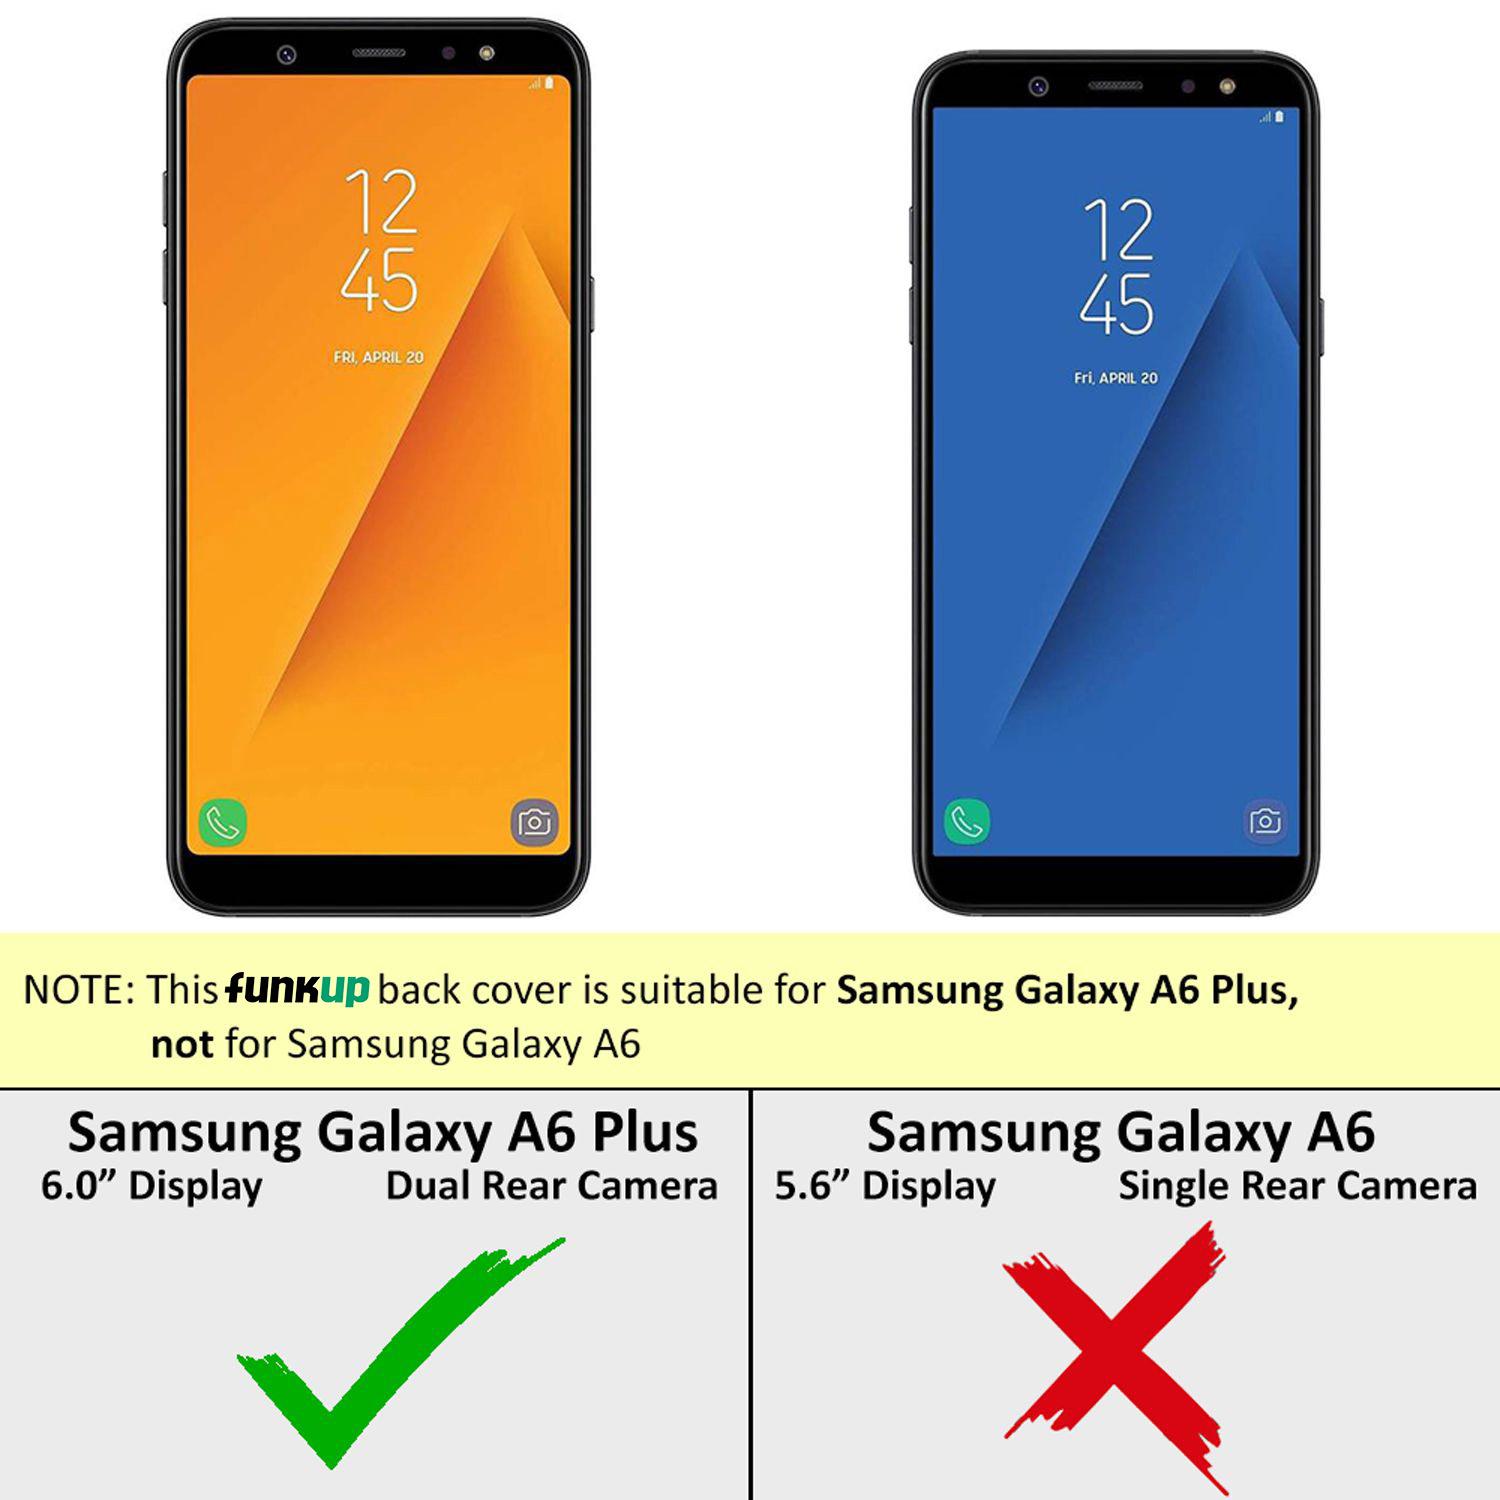 12
45
FRI, APRIL 20
12
45
Fri, APRIL 20
NOTE: This funkup back cover is suitable for Samsung Galaxy A6 Plus,
not for Samsung Galaxy A6
Samsung Galaxy A6 Plus
6.0” Display Dual Rear Camera
Samsung Galaxy A6
5.6” Display Single Rear Camera